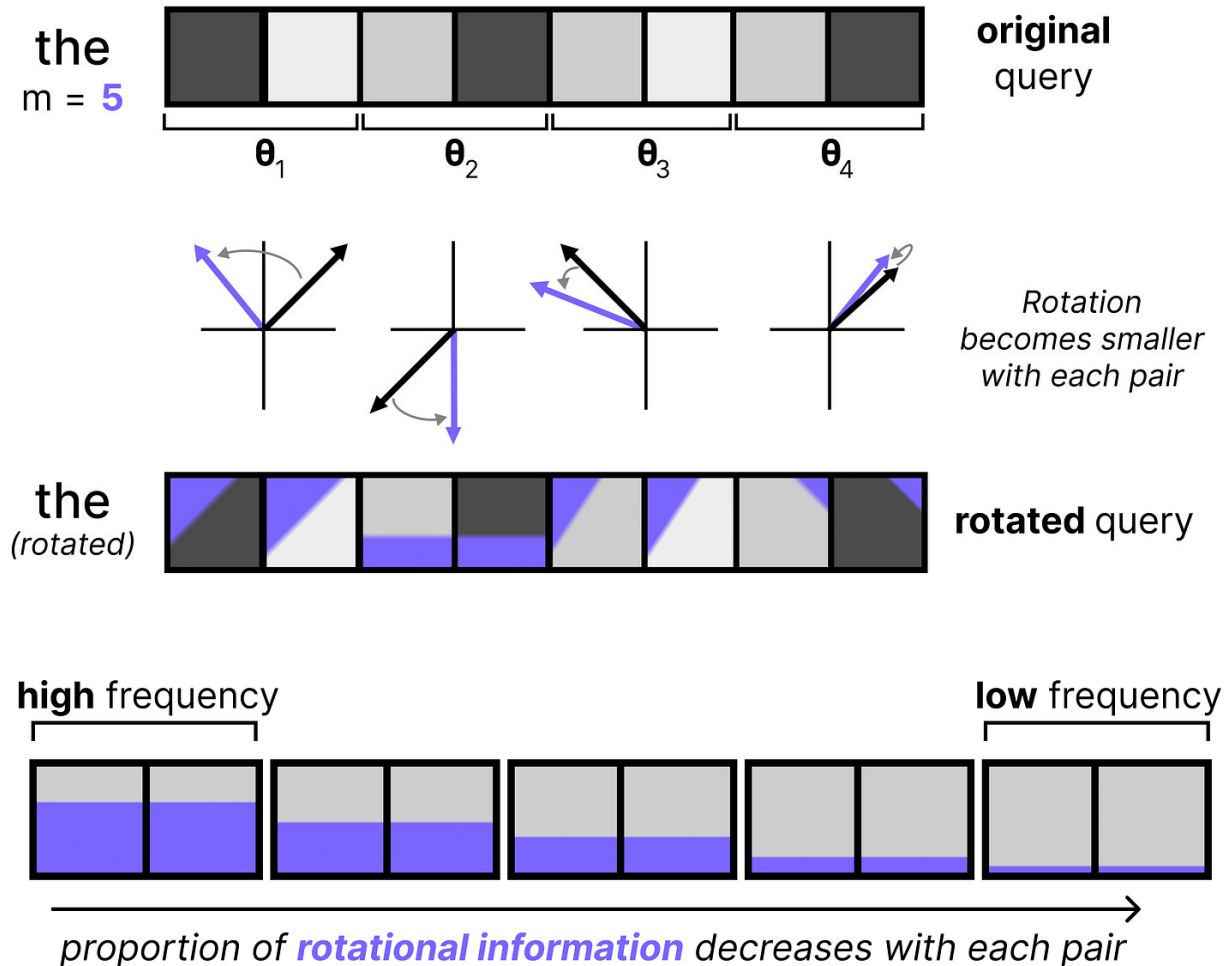 the
m = 5
original
query
θ1
θ2
θ3
θ4
Rotation
becomes smaller
with each pair
the
(rotated)
rotated query
high frequency
low frequency
proportion of rotational information decreases with each pair